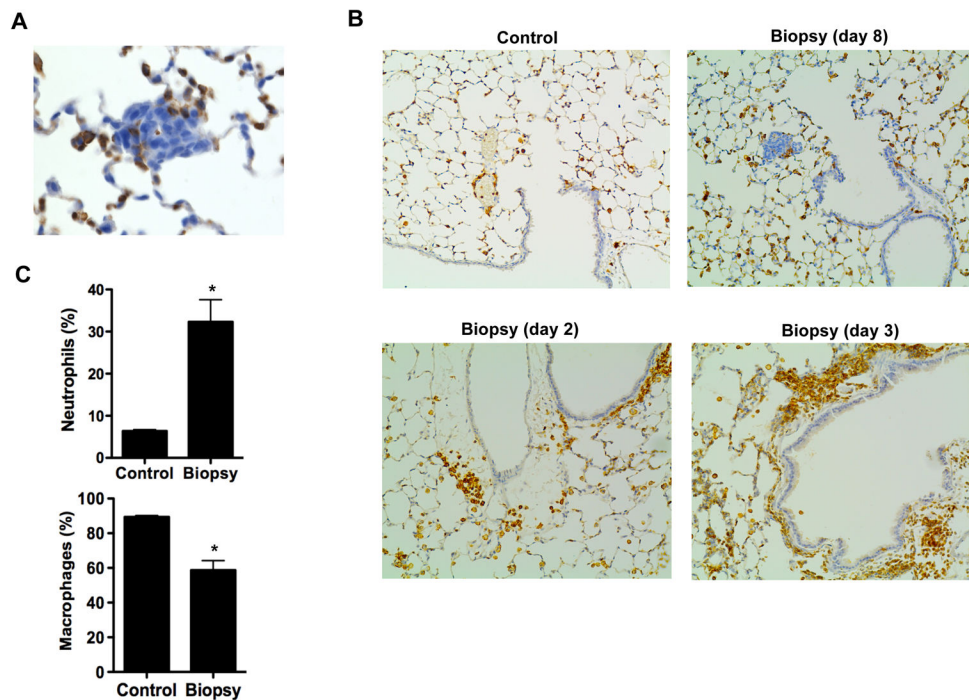 A
B
Control
Biopsy (day 8)
Biopsy (day 2)
Biopsy (day 3)
C
Neutrophils (%)
40
30
20
10
0
*
Control
Biopsy
Macrophages (%)
100
80
60
40
20
0
*
Control
Biopsy